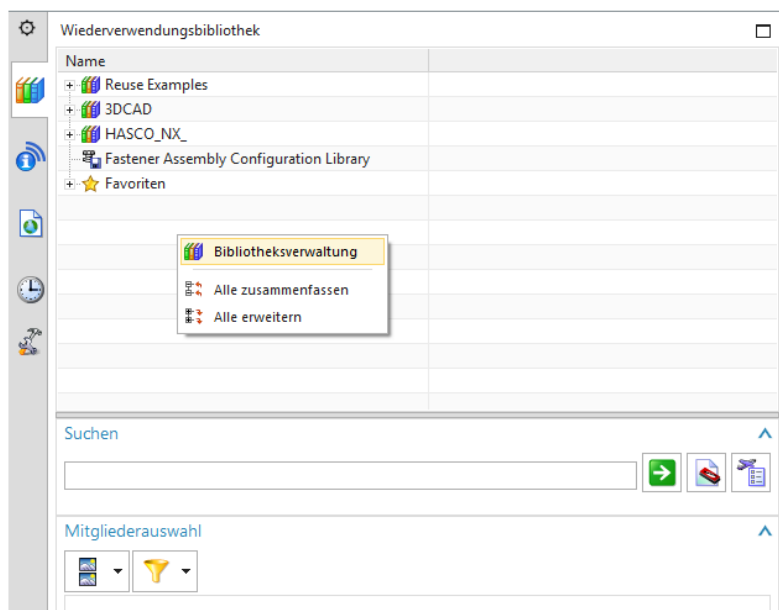 Wiederverwendungsbibliothek
Name
Reuse Examples
3DCAD
HASCO_NX_
Fastener Assembly Configuration Library
Favoriten
Bibliotheksverwaltung
Alle zusammenfassen
Alle erweitern
Suchen
Mitgliederauswahl